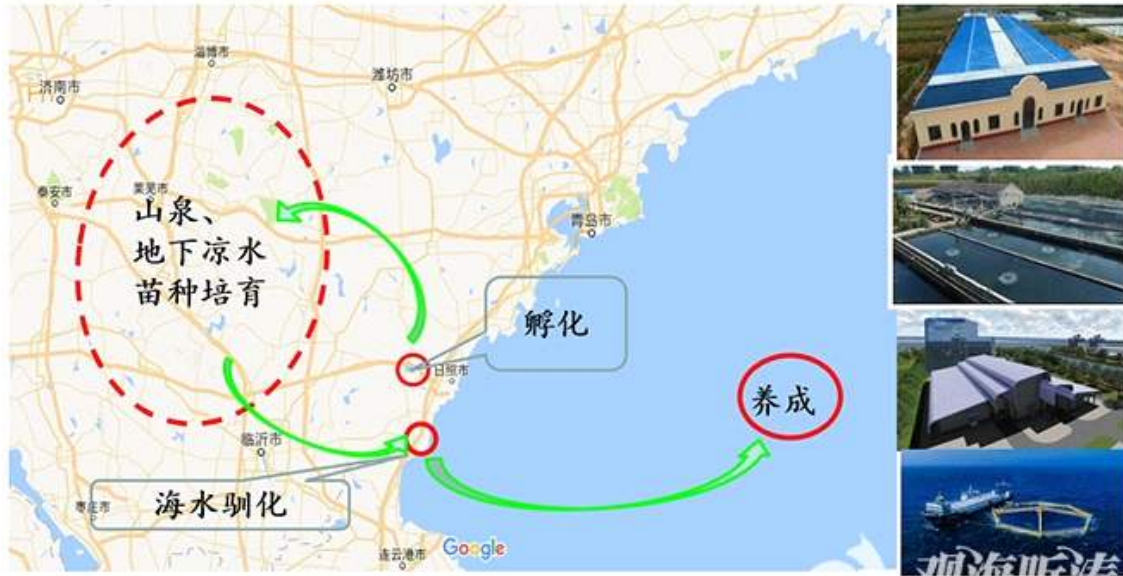 淄博市
济南市
潍坊市
泰安市
莱芜市
山泉、
地下凉水
苗种培育
青岛市
孵化
日照市
养成
临沂市
海水驯化
枣庄市
连云港市
Google
观海听涛